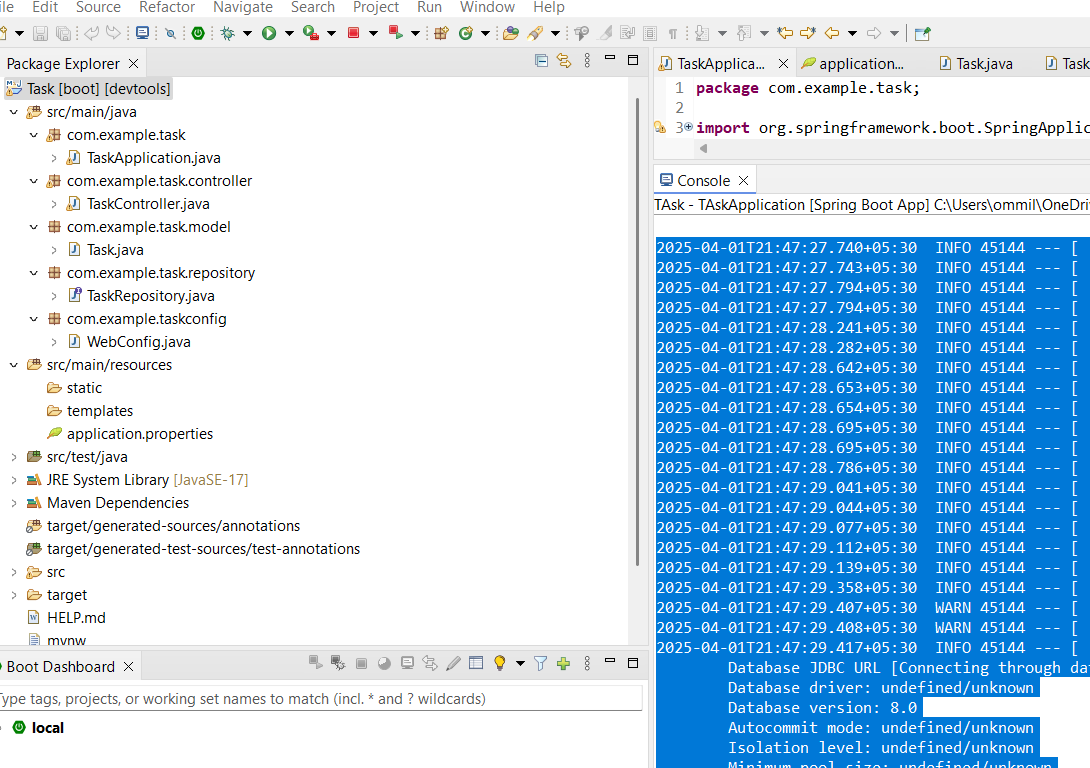 ile Edit Source Refactor Navigate Search Project Run Window Help
Package Explorer
Task [boot] [devtools]
src/main/java
com.example.task
TaskApplication.java
com.example.task.controller
TaskController.java
com.example.task.model
Task.java
com.example.task.repository
TaskRepository.java
com.example.taskconfig
WebConfig.java
src/main/resources
static
templates
application.properties
src/test/java
JRE System Library [JavaSE-17]
Maven Dependencies
target/generated-sources/annotations
target/generated-test-sources/test-annotations
src
target
HELP.md
mvnw
Boot Dashboard
Type tags, projects, or working set names to match (incl. * and ? wildcards)
local
TaskApplica... application... Task.java Task
1 package com.example.task;
2
3 import org.springframework.boot.SpringApplic
Console
TAsk - TAskApplication [Spring Boot App] C:\Users\ommil\OneDri
2025-04-01T21:47:27.740+05:30 INFO 45144 --- [
2025-04-01T21:47:27.743+05:30 INFO 45144 --- [
2025-04-01T21:47:27.794+05:30 INFO 45144 --- [
2025-04-01T21:47:27.794+05:30 INFO 45144 --- [
2025-04-01T21:47:28.241+05:30 INFO 45144 --- [
2025-04-01T21:47:28.282+05:30 INFO 45144 --- [
2025-04-01T21:47:28.642+05:30 INFO 45144 --- [
2025-04-01T21:47:28.653+05:30 INFO 45144 --- [
2025-04-01T21:47:28.654+05:30 INFO 45144 --- [
2025-04-01T21:47:28.695+05:30 INFO 45144 --- [
2025-04-01T21:47:28.695+05:30 INFO 45144 --- [
2025-04-01T21:47:28.786+05:30 INFO 45144 --- [
2025-04-01T21:47:29.041+05:30 INFO 45144 --- [
2025-04-01T21:47:29.044+05:30 INFO 45144 --- [
2025-04-01T21:47:29.077+05:30 INFO 45144 --- [
2025-04-01T21:47:29.112+05:30 INFO 45144 --- [
2025-04-01T21:47:29.139+05:30 INFO 45144 --- [
2025-04-01T21:47:29.358+05:30 INFO 45144 --- [
2025-04-01T21:47:29.407+05:30 WARN 45144 --- [
2025-04-01T21:47:29.408+05:30 WARN 45144 --- [
2025-04-01T21:47:29.417+05:30 INFO 45144 --- [
Database JDBC URL [Connecting through da
Database driver: undefined/unknown
Database version: 8.0
Autocommit mode: undefined/unknown
Isolation level: undefined/unknown
Minimum pool size: undefined/unknown